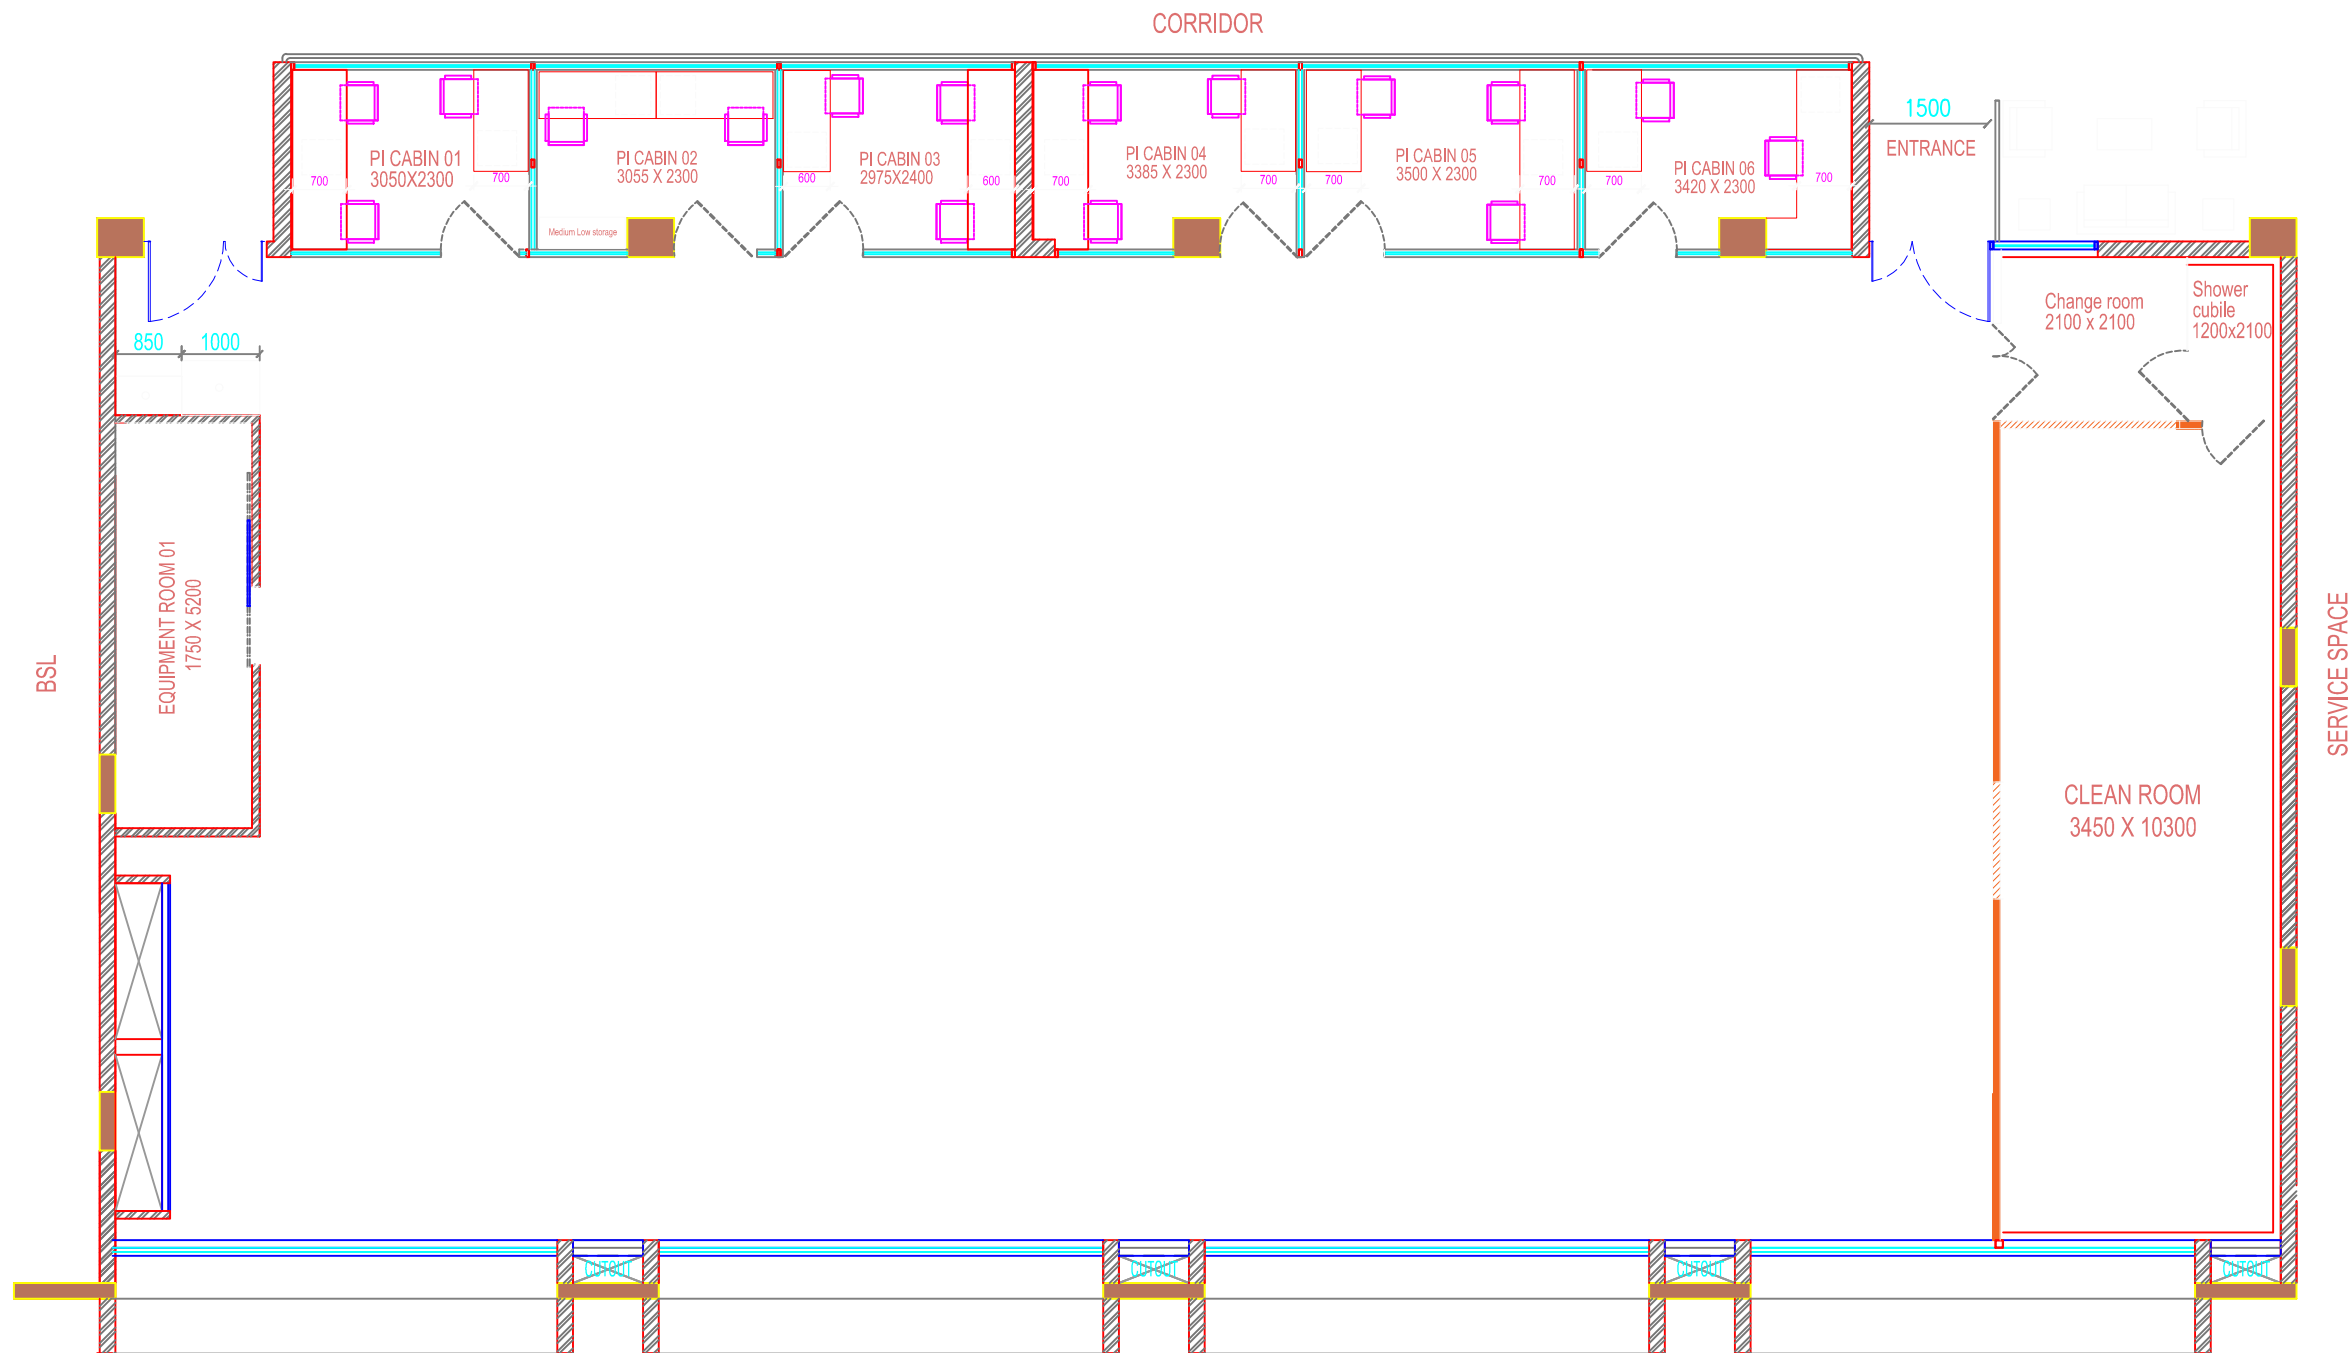 CORRIDOR
1500
ENTRANCE
PI CABIN 01
3050X2300
PI CABIN 02
3055 X 2300
PI CABIN 03
2975X2400
PI CABIN 04
3385 X 2300
PI CABIN 05
3500 X 2300
PI CABIN 06
3420 X 2300
700
700
600
600
700
700
700
700
700
700
Medium Low storage
850
1000
Change room
2100 x 2100
Shower
cubile
1200x2100
EQUIPMENT ROOM 01
1750 X 5200
BSL
SERVICE SPACE
CLEAN ROOM
3450 X 10300
CUTOUT
CUTOUT
CUTOUT
CUTOUT